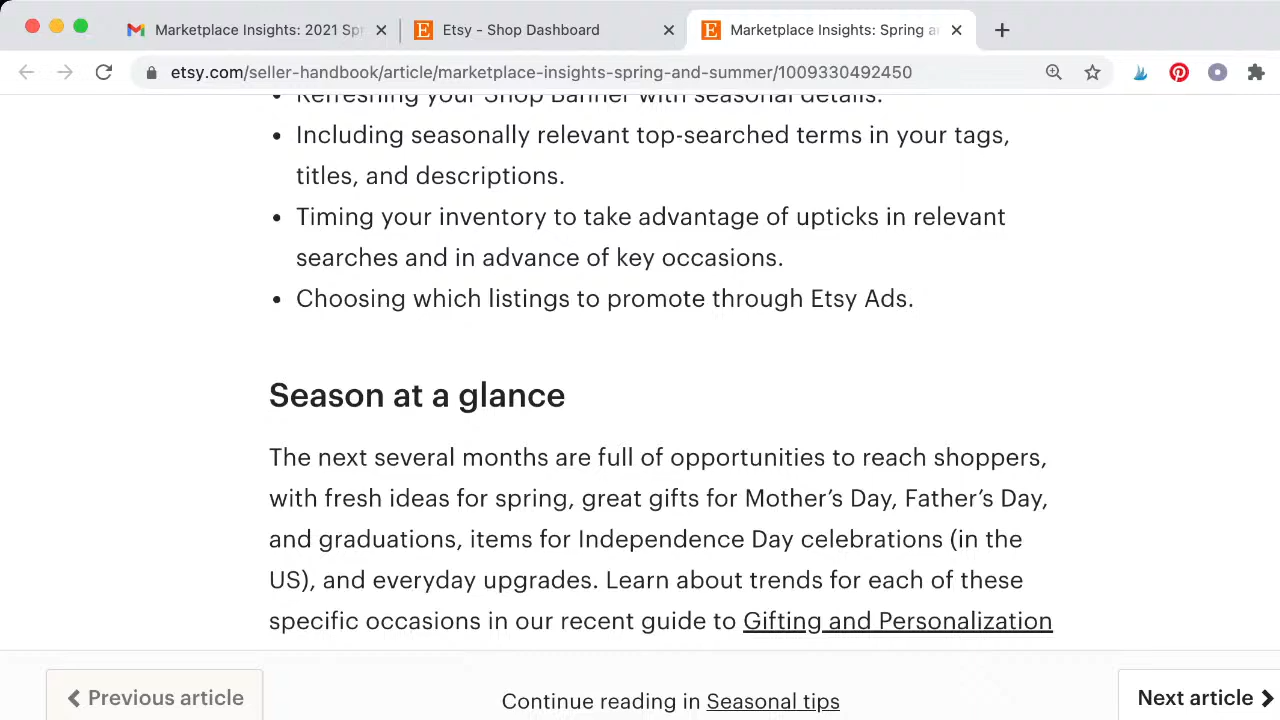 Marketplace Insights: 2021 Spr
Etsy - Shop Dashboard
Marketplace Insights: Spring a
etsy.com/seller-handbook/article/marketplace-insights-spring-and-summer/1009330492450
• Refreshing your Shop Banner with seasonal details.
• Including seasonally relevant top-searched terms in your tags,
titles, and descriptions.
• Timing your inventory to take advantage of upticks in relevant
searches and in advance of key occasions.
• Choosing which listings to promote through Etsy Ads.
Season at a glance
The next several months are full of opportunities to reach shoppers,
with fresh ideas for spring, great gifts for Mother’s Day, Father’s Day,
and graduations, items for Independence Day celebrations (in the
US), and everyday upgrades. Learn about trends for each of these
specific occasions in our recent guide to Gifting and Personalization
Previous article
Continue reading in Seasonal tips
Next article